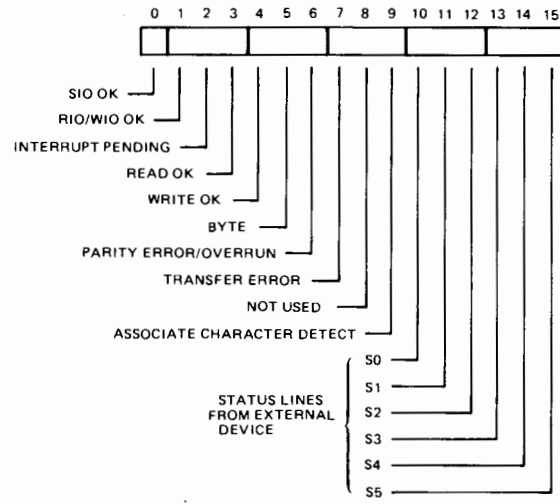 0 1 2 3 4 5 6 7 8 9 10 11 12 13 14 15
SIO OK
RIO/WIO OK
INTERRUPT PENDING
READ OK
WRITE OK
BYTE
PARITY ERROR/OVERRUN
TRANSFER ERROR
NOT USED
ASSOCIATE CHARACTER DETECT
STATUS LINES
FROM EXTERNAL
DEVICE
S0
S1
S2
S3
S4
S5